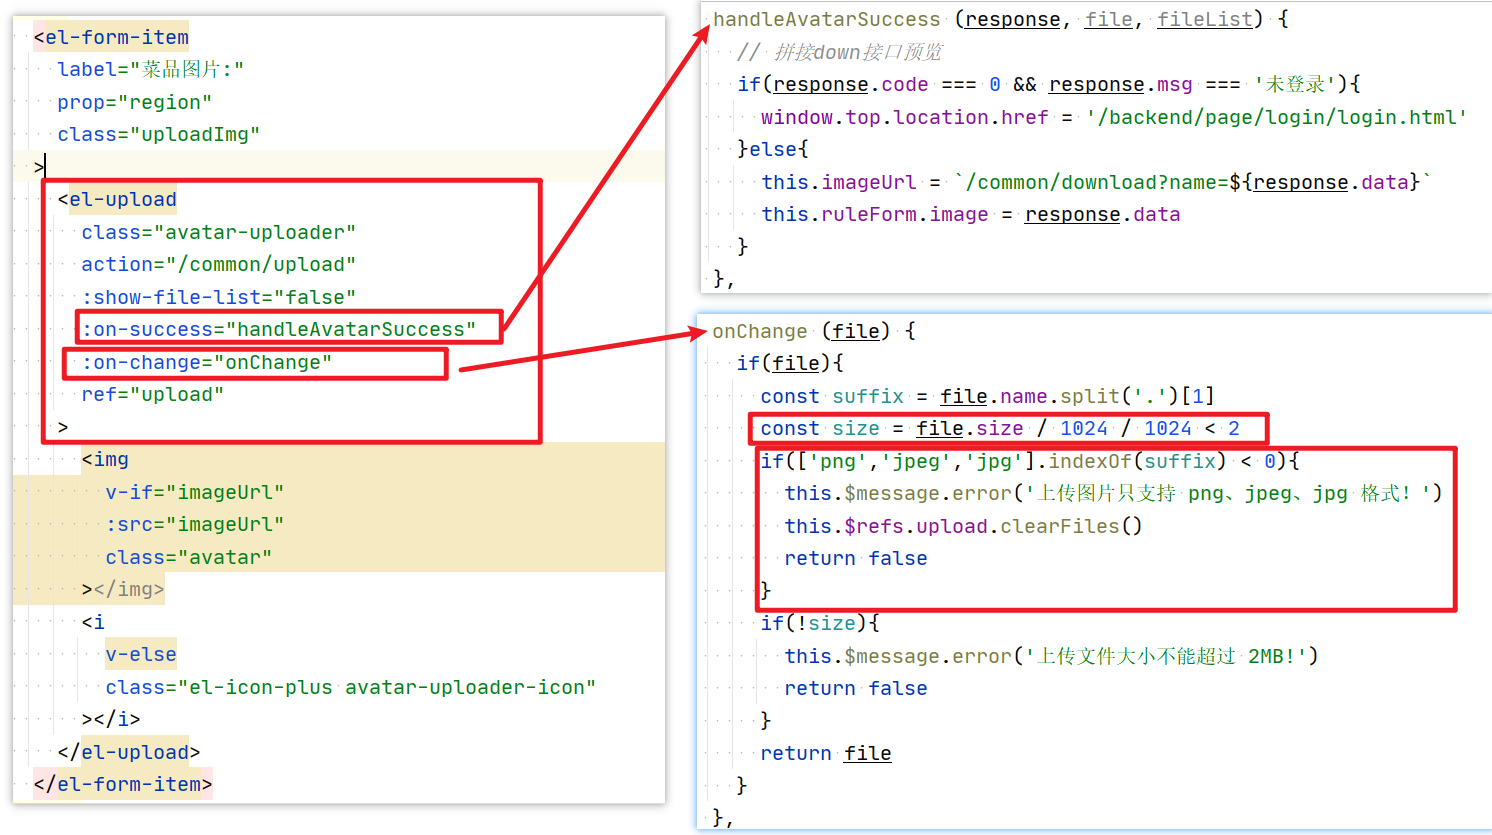 <el-form-item
label="菜品图片:"
prop="region"
class="uploadImg"
>
<el-upload
class="avatar-uploader"
action="/common/upload"
:show-file-list="false"
:on-success="handleAvatarSuccess"
:on-change="onChange"
ref="upload"
>
<img
v-if="imageUrl"
:src="imageUrl"
class="avatar"
></img>
<i
v-else
class="el-icon-plus avatar-uploader-icon"
></i>
</el-upload>
</el-form-item>
handleAvatarSuccess (response, file, fileList) {
// 拼接down接口预览
if(response.code === 0 && response.msg === '未登录'){
window.top.location.href = '/backend/page/login/login.html'
}else{
this.imageUrl = `/common/download?name=${response.data}`
this.ruleForm.image = response.data
}
},
onChange (file) {
if(file){
const suffix = file.name.split('.')[1]
const size = file.size / 1024 / 1024 < 2
if(['png','jpeg','jpg'].indexOf(suffix) < 0){
this.$message.error('上传图片只支持 png、jpeg、jpg 格式！')
this.$refs.upload.clearFiles()
return false
}
if(!size){
this.$message.error('上传文件大小不能超过 2MB!')
return false
}
return file
}
},